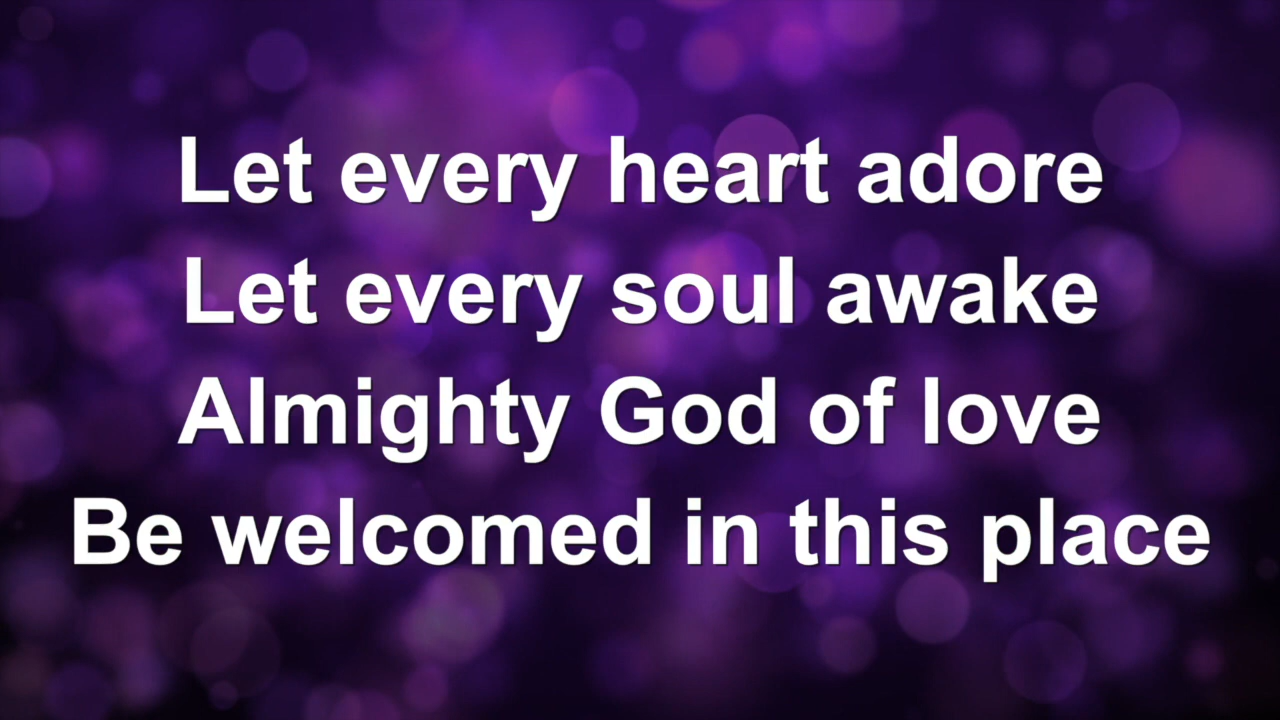 Let every heart adore
Let every soul awake
Almighty God of love
Be welcomed in this place